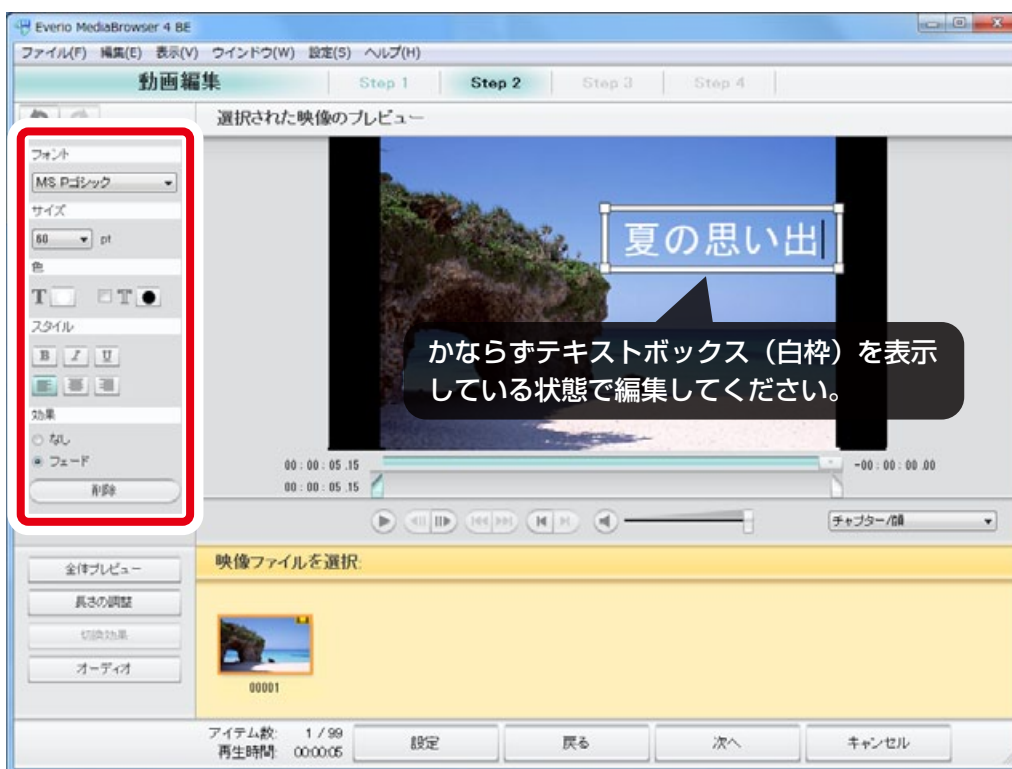 Everio MediaBrowser 4 BE
ファイル(F) 編集(E) 表示(V) ウインドウ(W) 設定(S) ヘルプ(H)
動画編集 Step 1 Step 2 Step 3 Step 4
選択された映像のプレビュー
フォント
MS Pゴシック
サイズ
60 pt
色
T T
スタイル
B I U
効果
なし
フェード
削除
夏の思い出
かならずテキストボックス（白枠）を表示
している状態で編集してください。
00 : 00 : 05 .15 -00 : 00 : 00 .00
00 : 00 : 05 .15
チャプター/顔
全体プレビュー
長さの調整
切換効果
オーディオ
映像ファイルを選択:
00001
アイテム数: 1 / 99
再生時間: 00:00:05
設定 戻る 次へ キャンセル